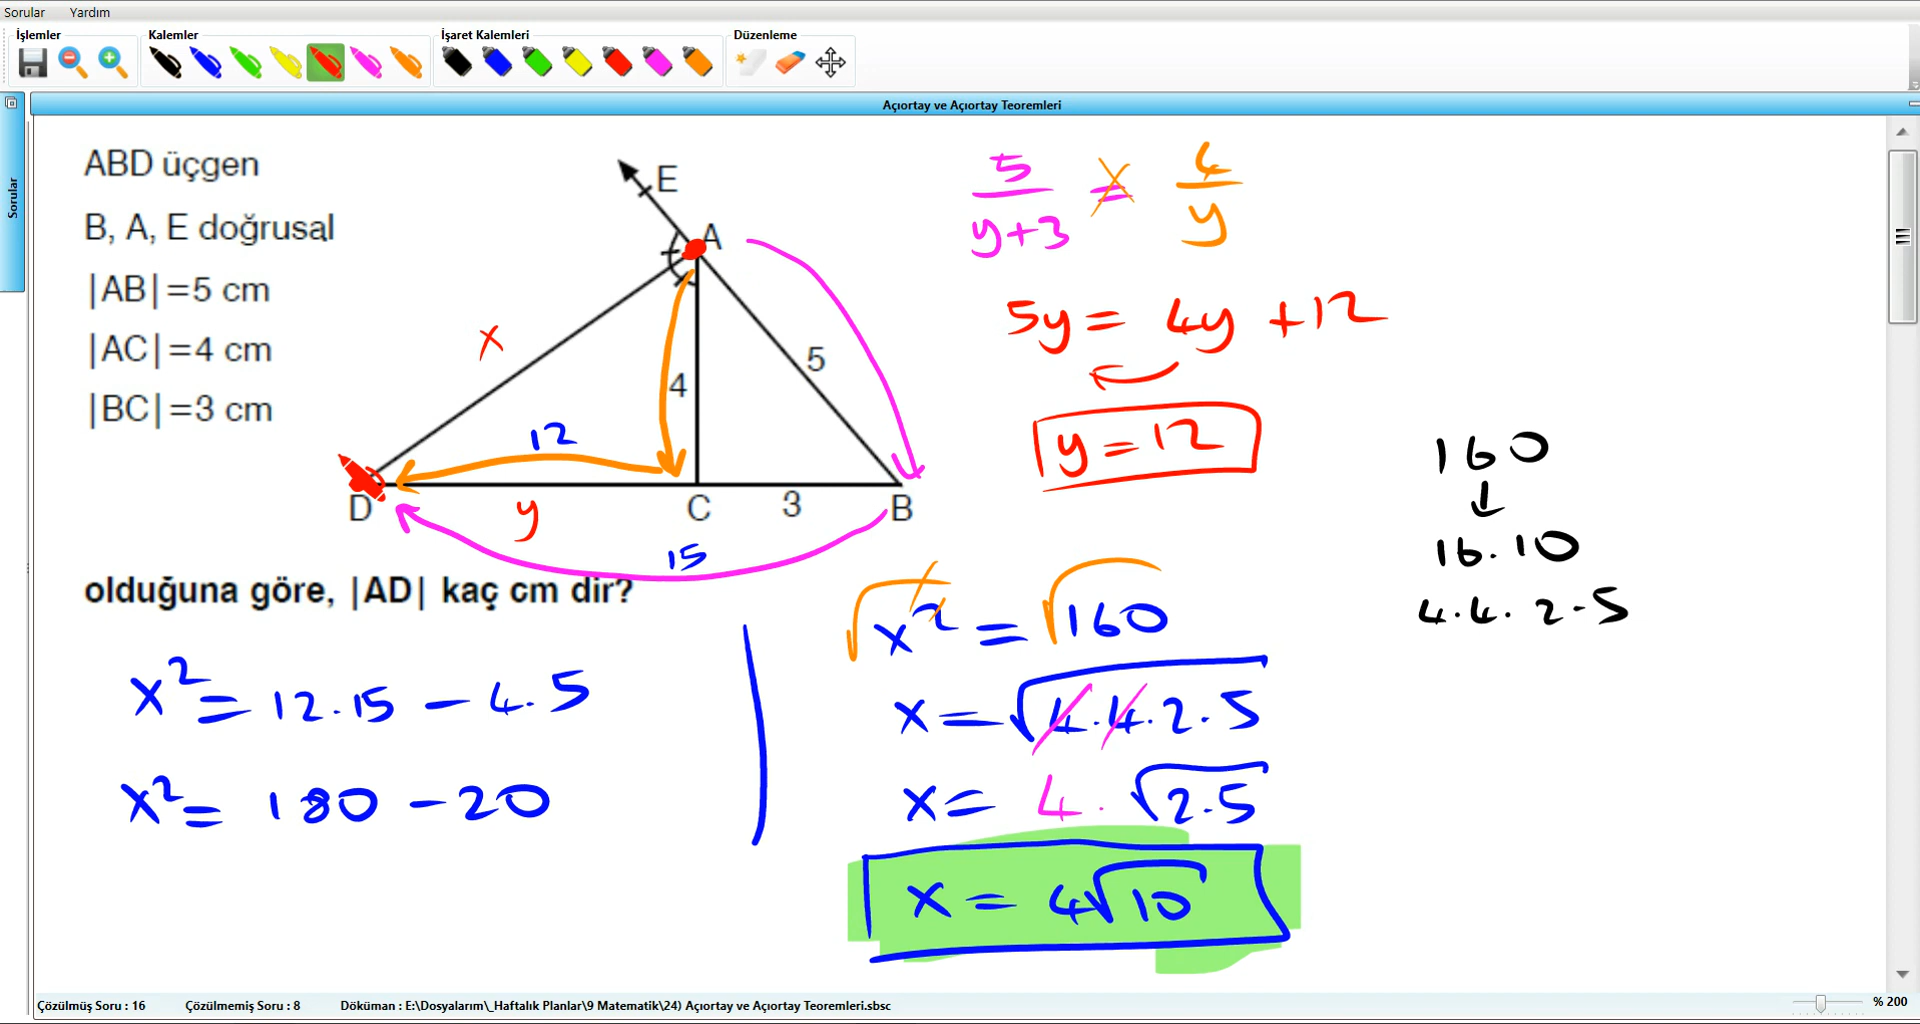 Sorular Yardım
İşlemler Kalemler İşaret Kalemleri Düzenleme
Açıortay ve Açıortay Teoremleri
Sorular
ABD üçgen
B, A, E doğrusal
|AB|=5 cm
|AC|=4 cm
|BC|=3 cm
E
A
x
4
5
12
D
C
3
B
y
15
olduğuna göre, |AD| kaç cm dir?
x² = 12.15 - 4.5
x² = 180 - 20
5/y+3 = 4/y
5y = 4y + 12
y = 12
160
16.10
4.4.2.5
√x² = √160
x = √4.4.2.5
x = 4.√2.5
x = 4√10
Çözülmüş Soru : 16 Çözülmemiş Soru : 8 Döküman : E:\Dosyalarım\_Haftalık Planlar\9 Matematik\24) Açıortay ve Açıortay Teoremleri.sbsc % 200